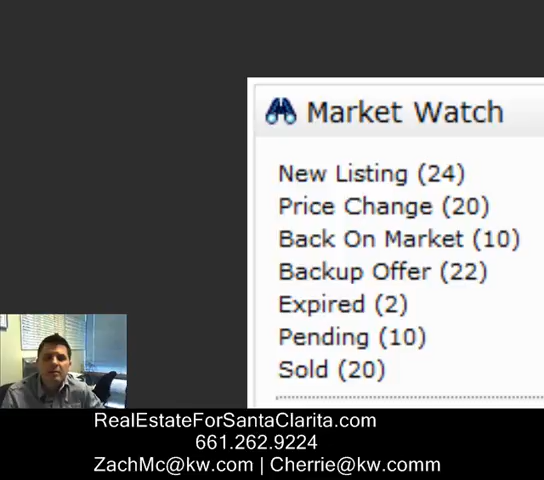 Market Watch
New Listing (24)
Price Change (20)
Back On Market (10)
Backup Offer (22)
Expired (2)
Pending (10)
Sold (20)
RealEstateForSantaClarita.com
661.262.9224
ZachMc@kw.com | Cherrie@kw.comm